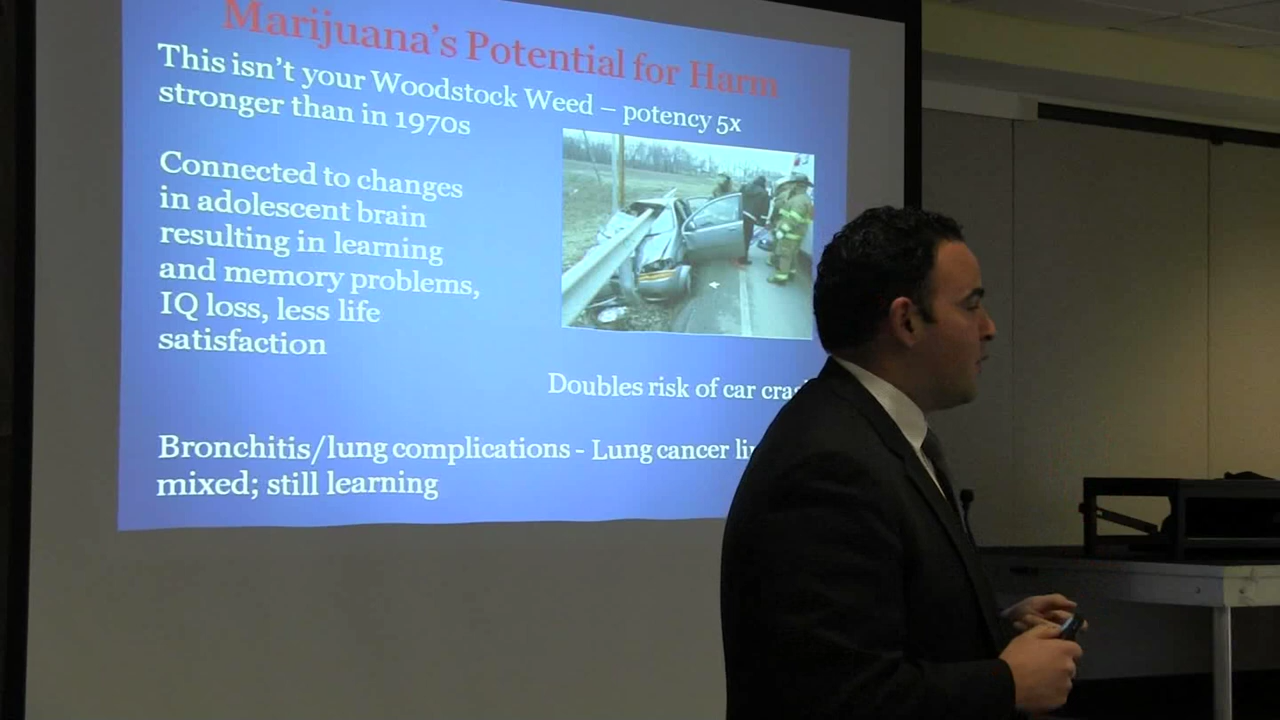 Marijuana's Potential for Harm
This isn't your Woodstock Weed – potency 5x
stronger than in 1970s
Connected to changes
in adolescent brain
resulting in learning
and memory problems,
IQ loss, less life
satisfaction
Doubles risk of car
Bronchitis/lung complications - Lung cancer
mixed; still learning